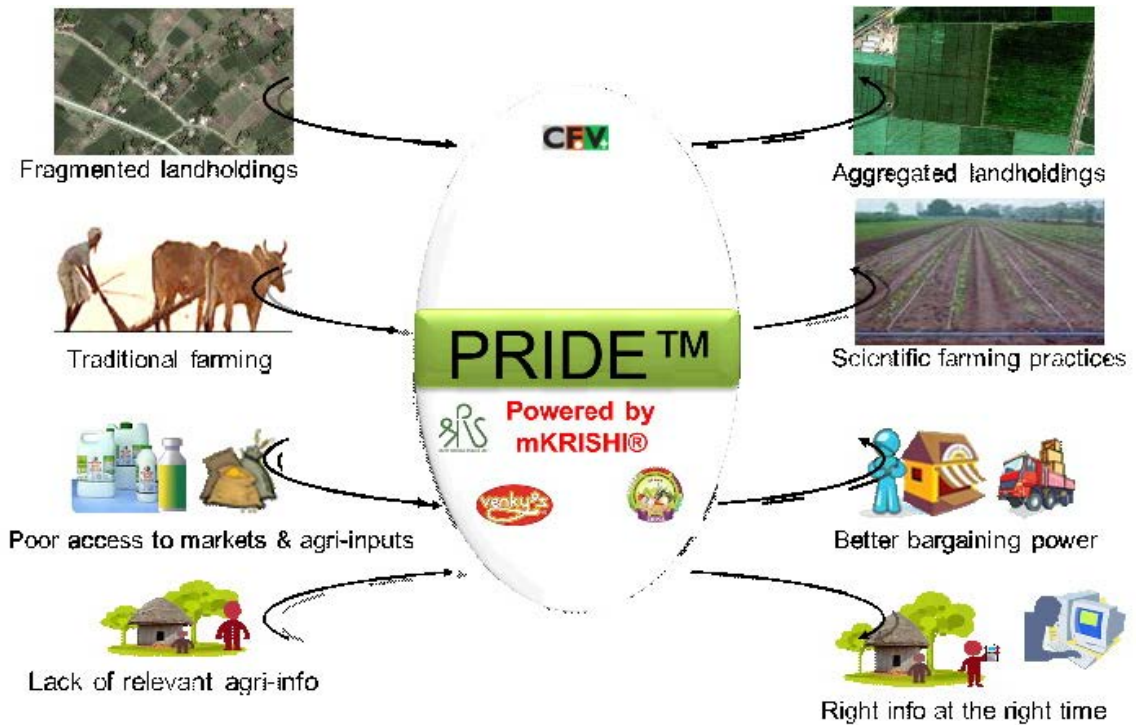 CFV
Fragmented landholdings
Aggregated landholdings
Traditional farming
PRIDE™
Scientific farming practices
Powered by
mKRISHI®
venky's
Poor access to markets & agri-inputs
Better bargaining power
Lack of relevant agri-info
Right info at the right time